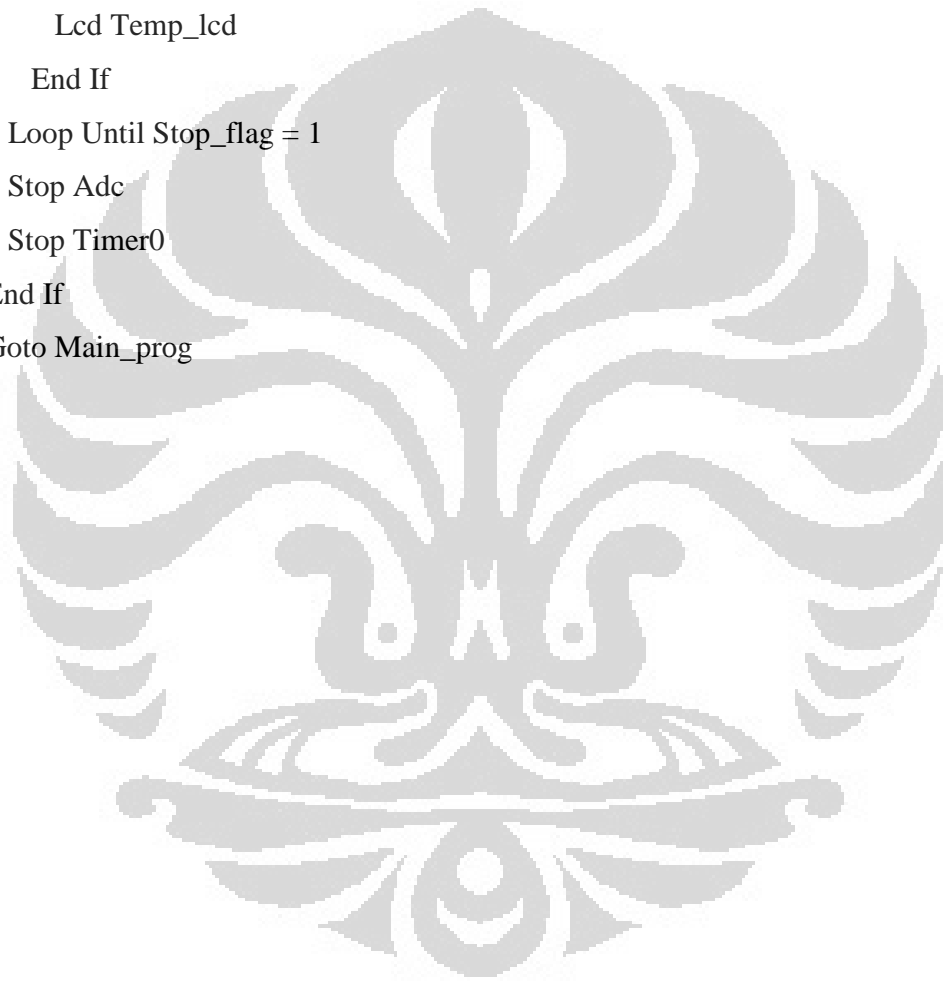 Lcd Temp_lcd
End If
Loop Until Stop_flag = 1
Stop Adc
Stop Timer0
End If
Goto Main_prog